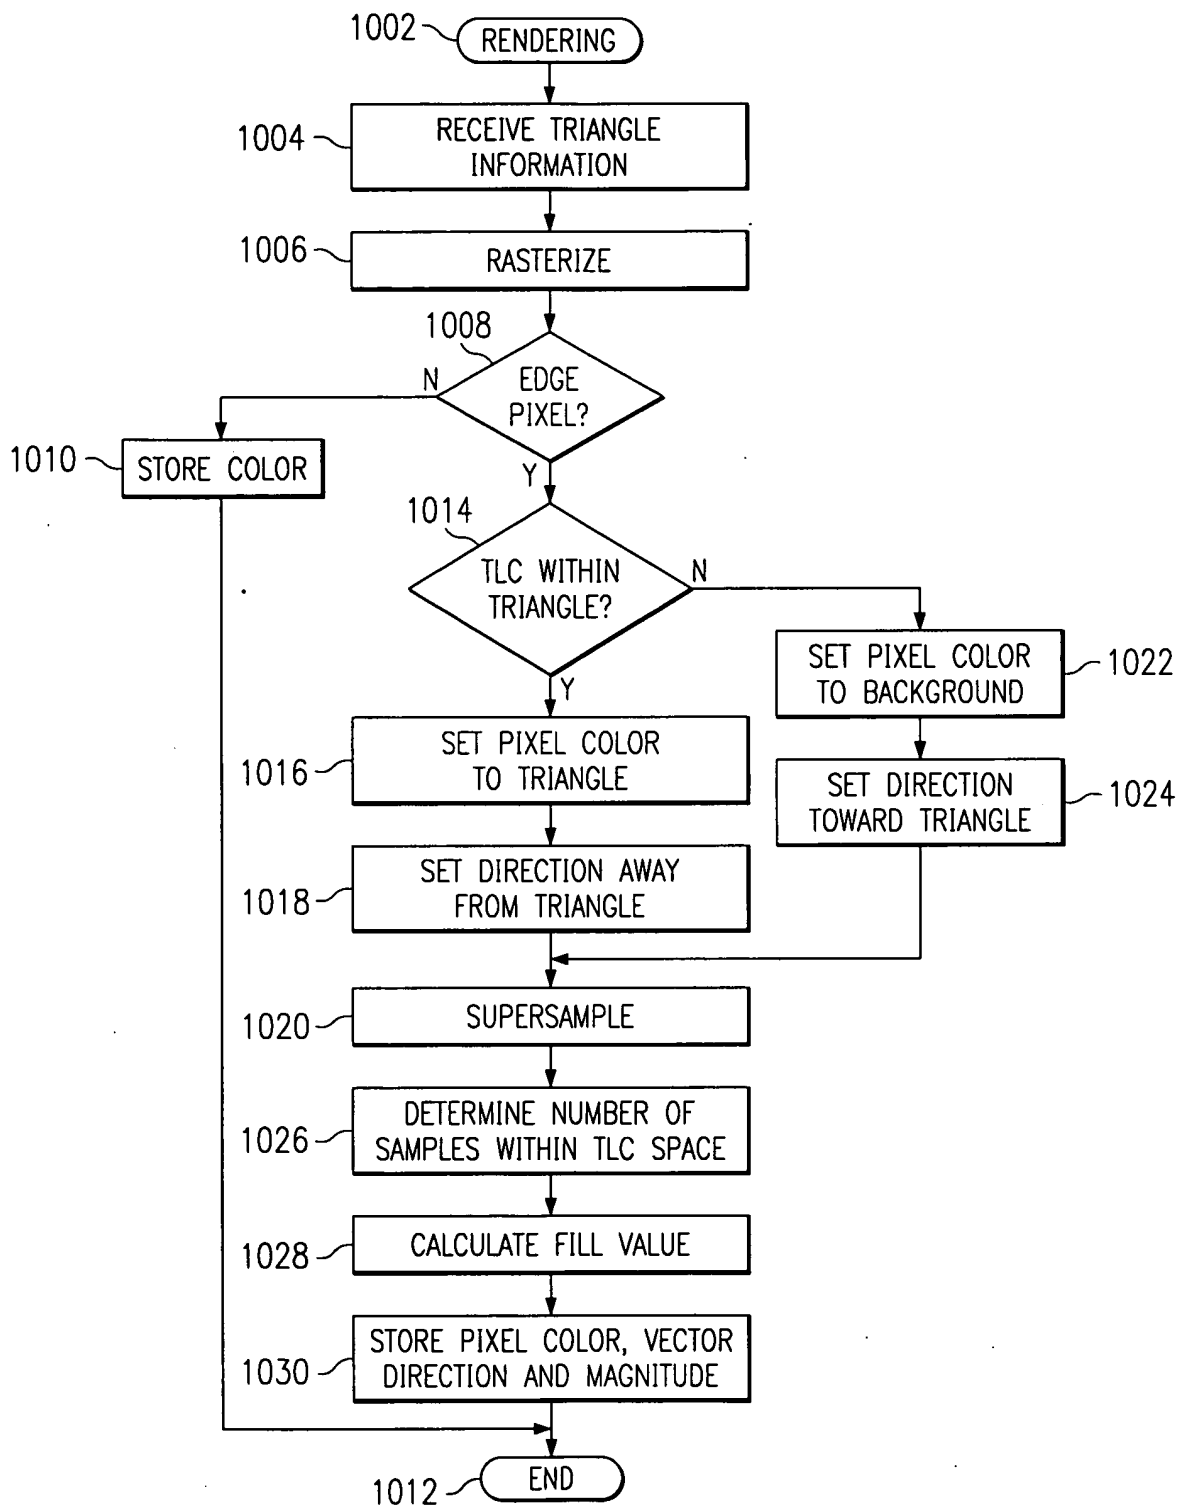 1002
RENDERING
1004
RECEIVE TRIANGLE
INFORMATION
1006
RASTERIZE
1008
EDGE
PIXEL?
N
Y
1010
STORE COLOR
1014
TLC WITHIN
TRIANGLE?
N
Y
SET PIXEL COLOR
TO BACKGROUND
1022
1016
SET PIXEL COLOR
TO TRIANGLE
SET DIRECTION
TOWARD TRIANGLE
1024
1018
SET DIRECTION AWAY
FROM TRIANGLE
1020
SUPERSAMPLE
1026
DETERMINE NUMBER OF
SAMPLES WITHIN TLC SPACE
1028
CALCULATE FILL VALUE
1030
STORE PIXEL COLOR, VECTOR
DIRECTION AND MAGNITUDE
1012
END